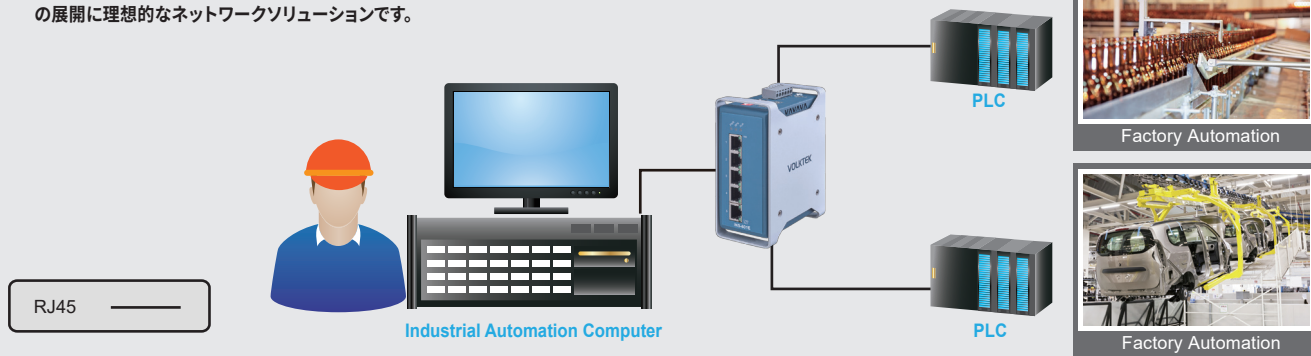 の展開に理想的なネットワークソリューションです。
PLC
Factory Automation
VOLKTEK
RJ45
Industrial Automation Computer
PLC
Factory Automation